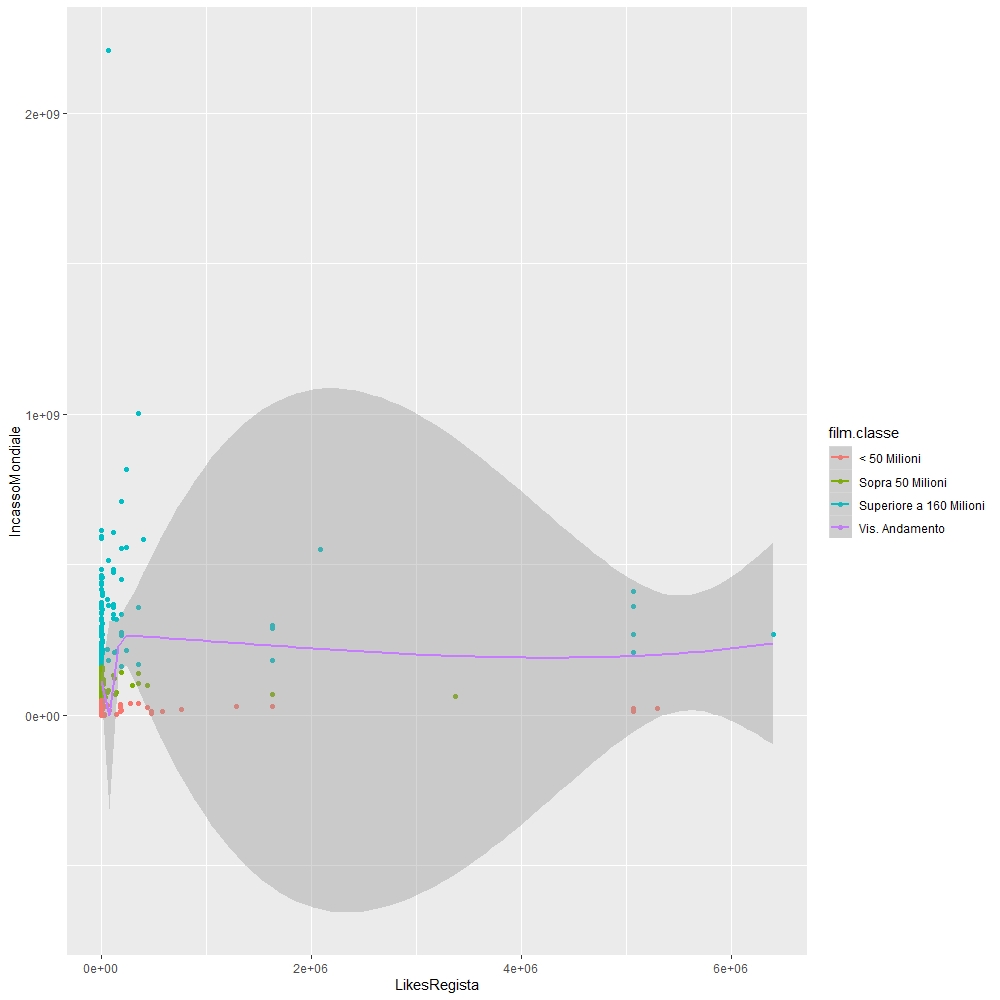 2e+09
1e+09
0e+00
IncassoMondiale
0e+00
2e+06
4e+06
6e+06
LikesRegista
film.classe
< 50 Milioni
Sopra 50 Milioni
Superiore a 160 Milioni
Vis. Andamento